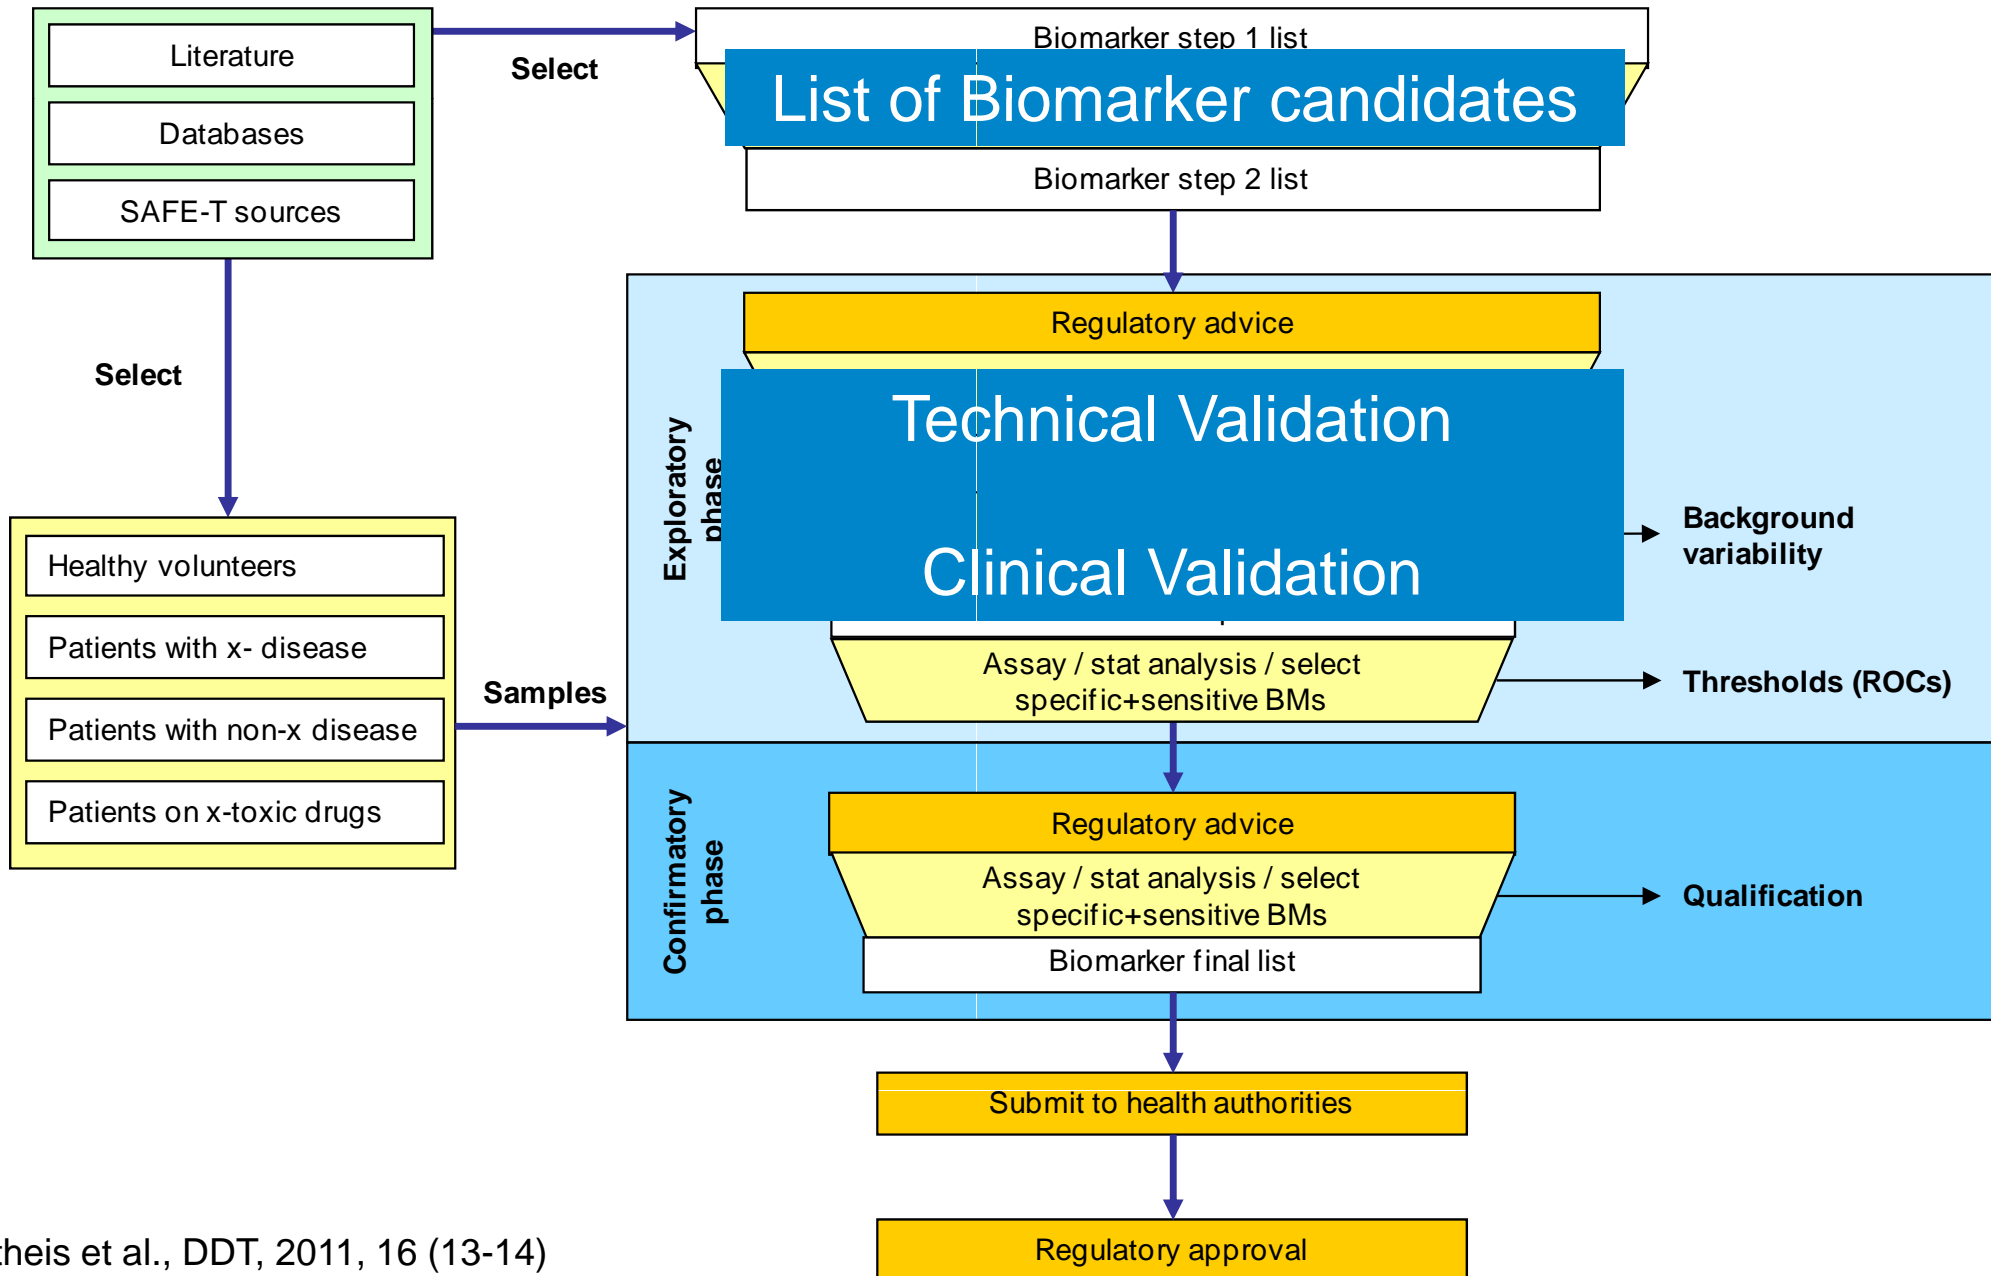 Literature
Databases
SAFE-T sources
Select
Biomarker step 1 list
List of Biomarker candidates
Biomarker step 2 list
Select
Regulatory advice
Exploratory
phase
Technical Validation
Clinical Validation
Background
variability
Assay / stat analysis / select
specific+sensitive BMs
Thresholds (ROCs)
Healthy volunteers
Patients with x- disease
Patients with non-x disease
Patients on x-toxic drugs
Samples
Confirmatory
phase
Regulatory advice
Assay / stat analysis / select
specific+sensitive BMs
Qualification
Biomarker final list
Submit to health authorities
Regulatory approval
theis et al., DDT, 2011, 16 (13-14)